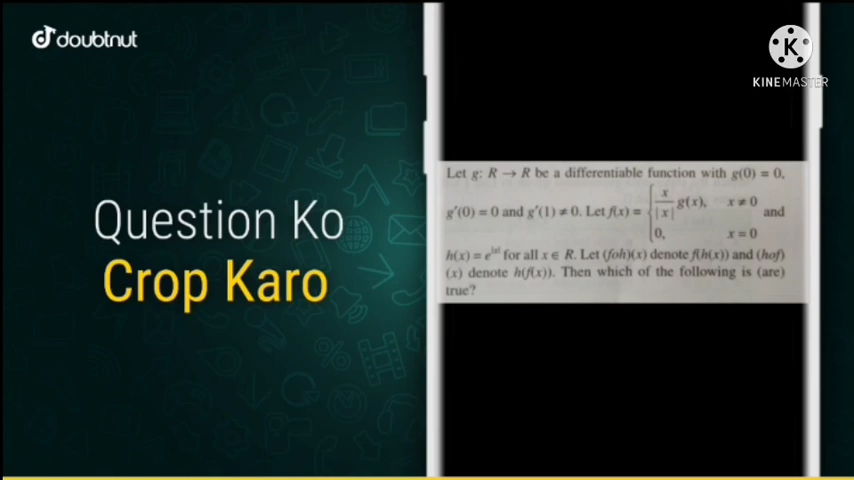 doubtnut
K
KINEMASTER
Question Ko
Crop Karo
Let g: R → R be a differentiable function with g(0) = 0,
g′(0) = 0 and g′(1) ≠ 0. Let f(x) = { x/|x| g(x), x ≠ 0 and
0, x = 0
h(x) = e^|x| for all x ∈ R. Let (foh)(x) denote f(h(x)) and (hof)
(x) denote h(f(x)). Then which of the following is (are)
true?